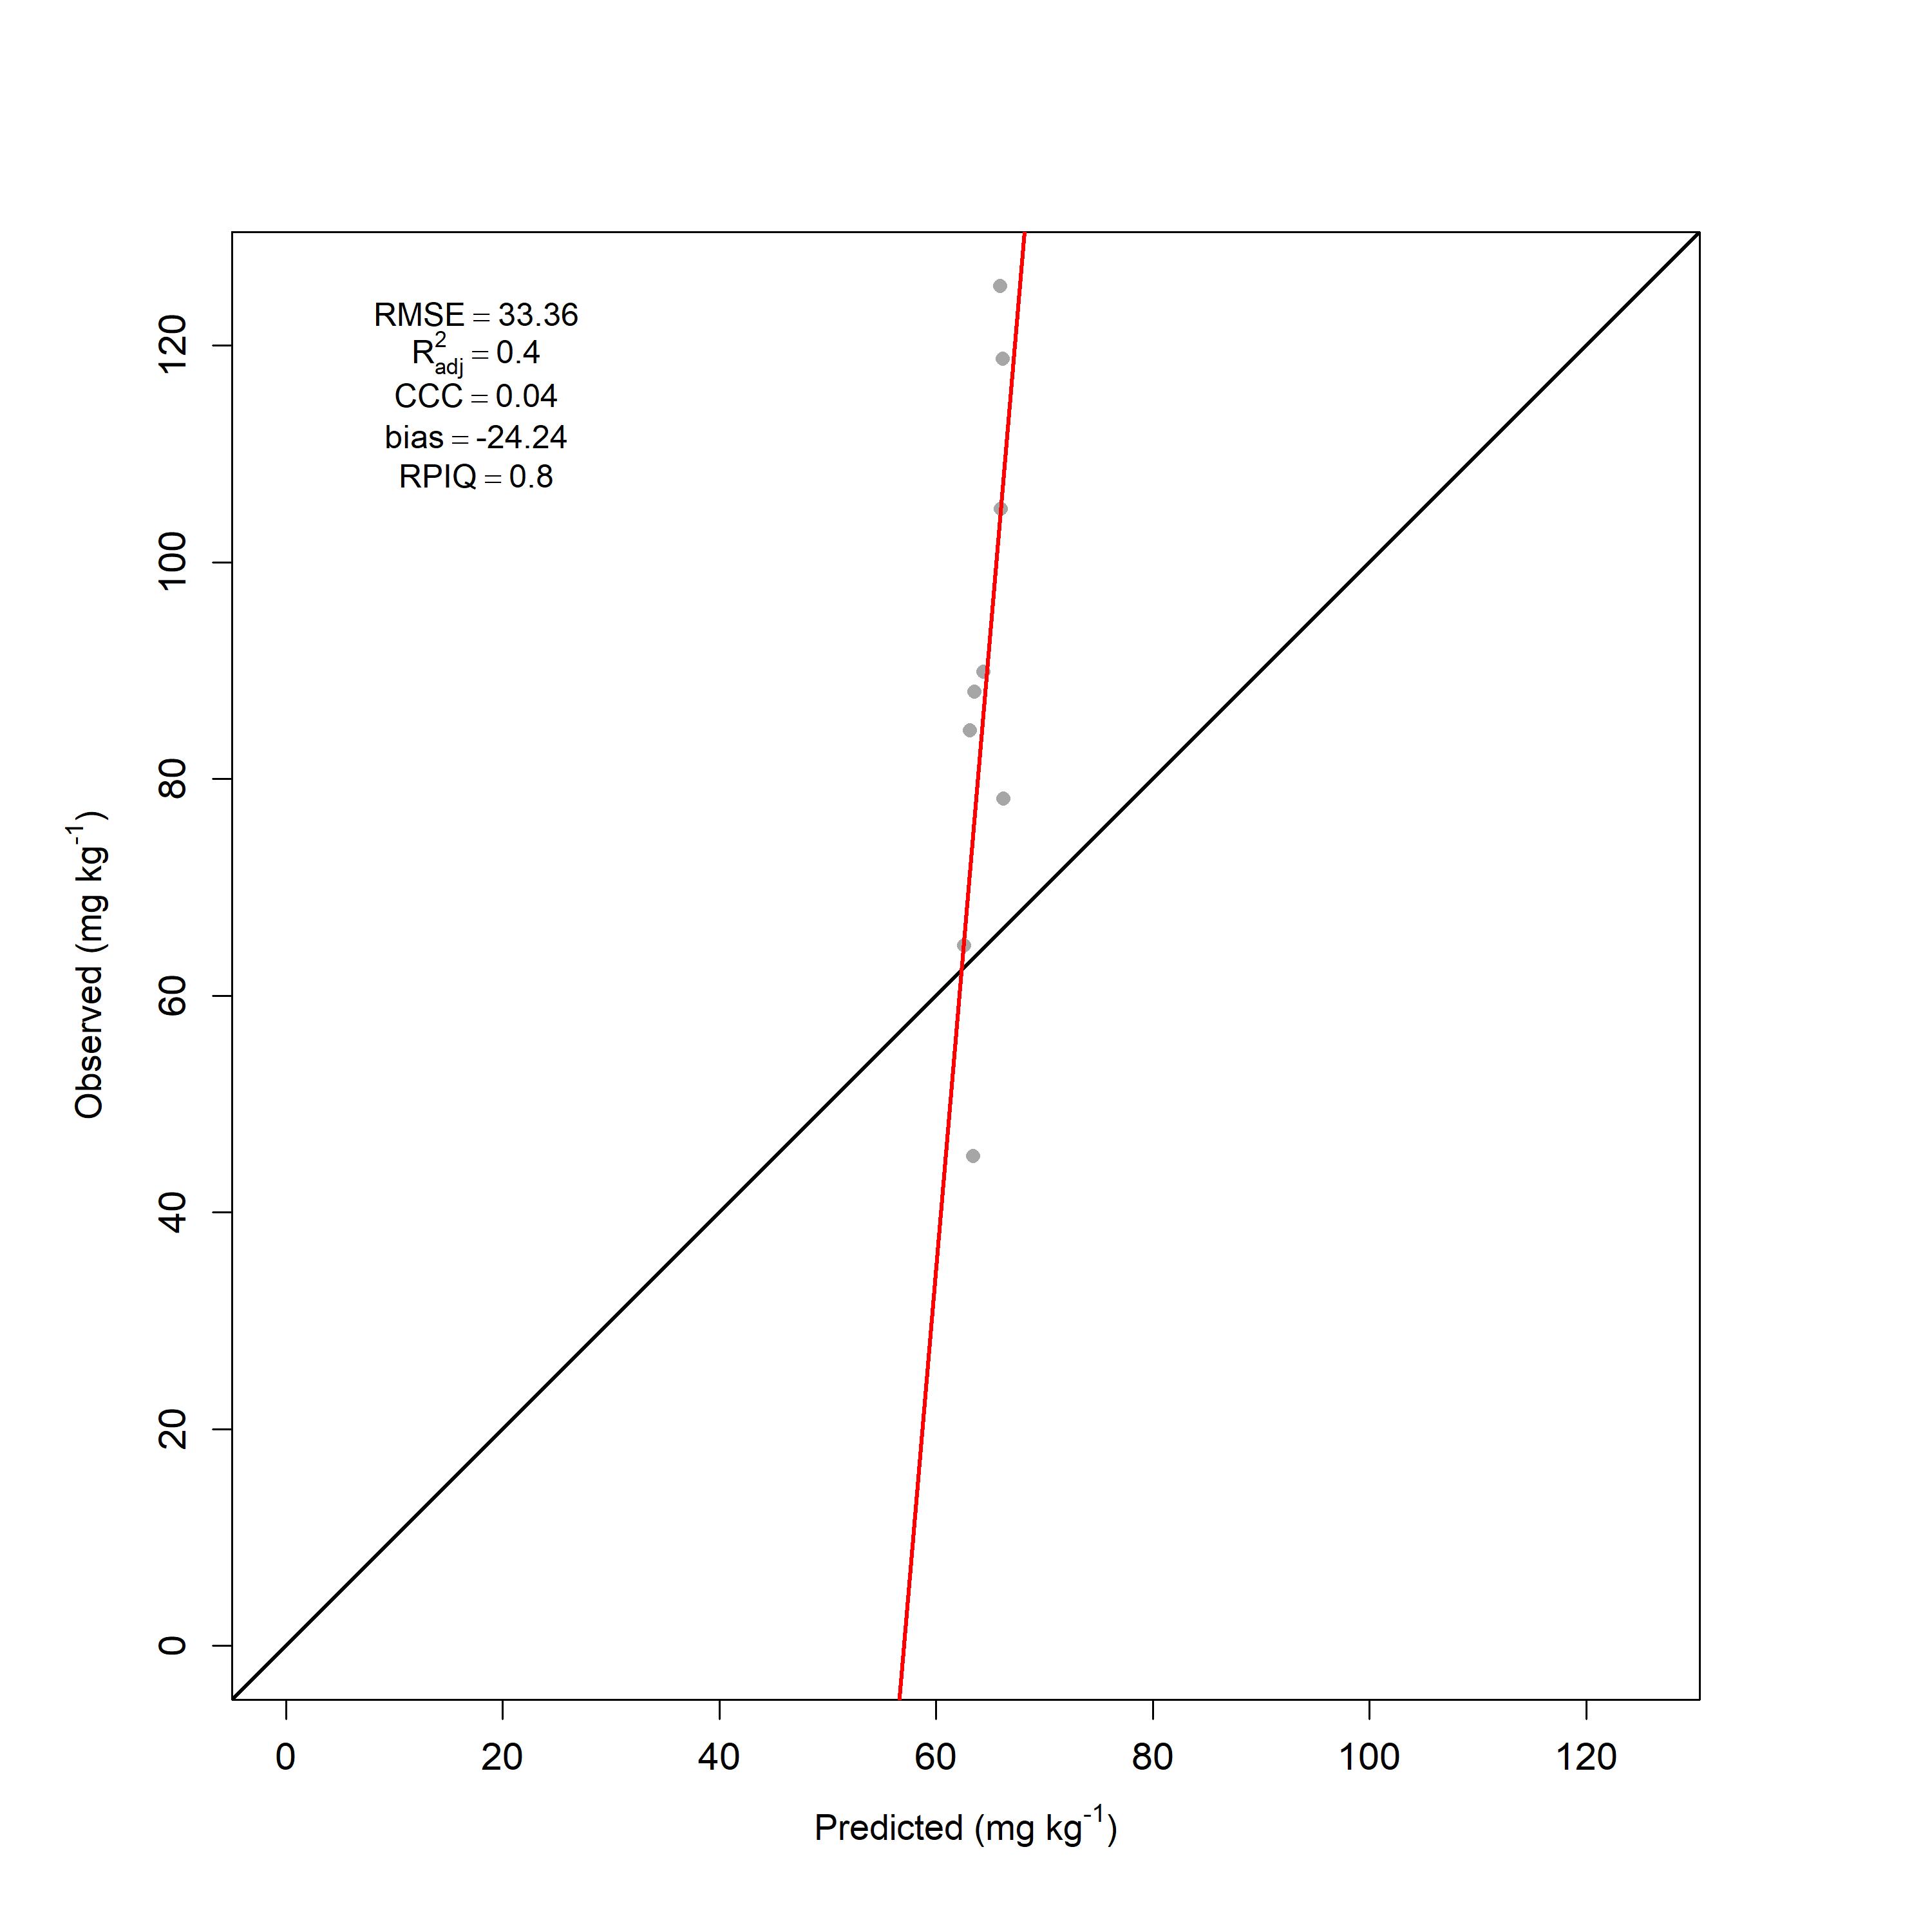 RMSE = 33.36
R²adj = 0.4
CCC = 0.04
bias = -24.24
RPIQ = 0.8
120
100
80
60
40
20
0
Observed (mg kg⁻¹)
0 20 40 60 80 100 120
Predicted (mg kg⁻¹)